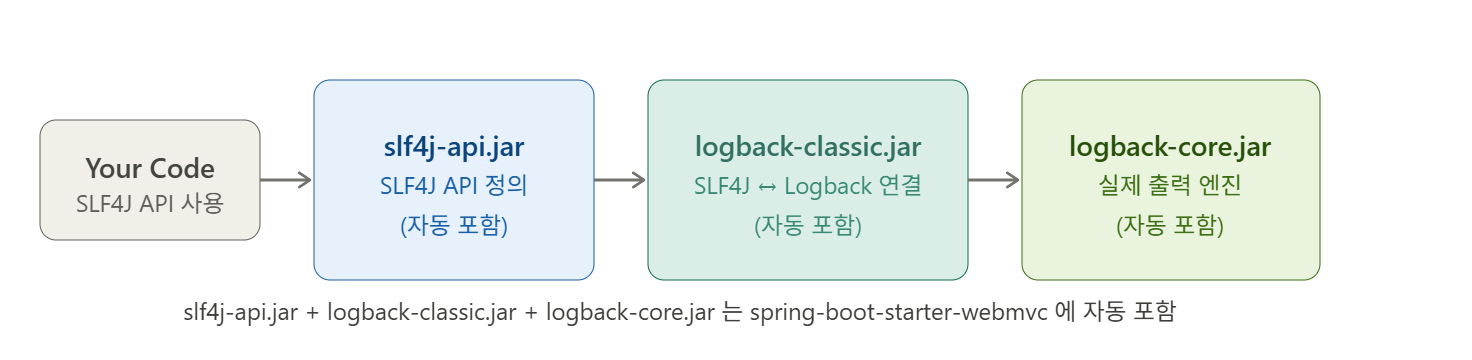 Your Code
SLF4J API 사용
slf4j-api.jar
SLF4J API 정의
(자동 포함)
logback-classic.jar
SLF4J ↔ Logback 연결
(자동 포함)
logback-core.jar
실제 출력 엔진
(자동 포함)
slf4j-api.jar + logback-classic.jar + logback-core.jar 는 spring-boot-starter-webmvc 에 자동 포함